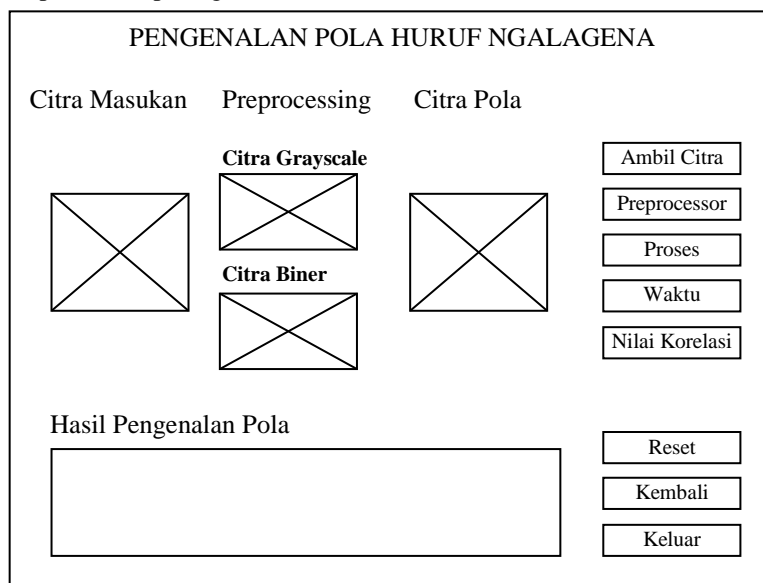 PENGENALAN POLA HURUF NGALAGENA
Citra Masukan
Preprocessing
Citra Pola
Citra Grayscale
Citra Biner
Ambil Citra
Preprocessor
Proses
Waktu
Nilai Korelasi
Hasil Pengenalan Pola
Reset
Kembali
Keluar